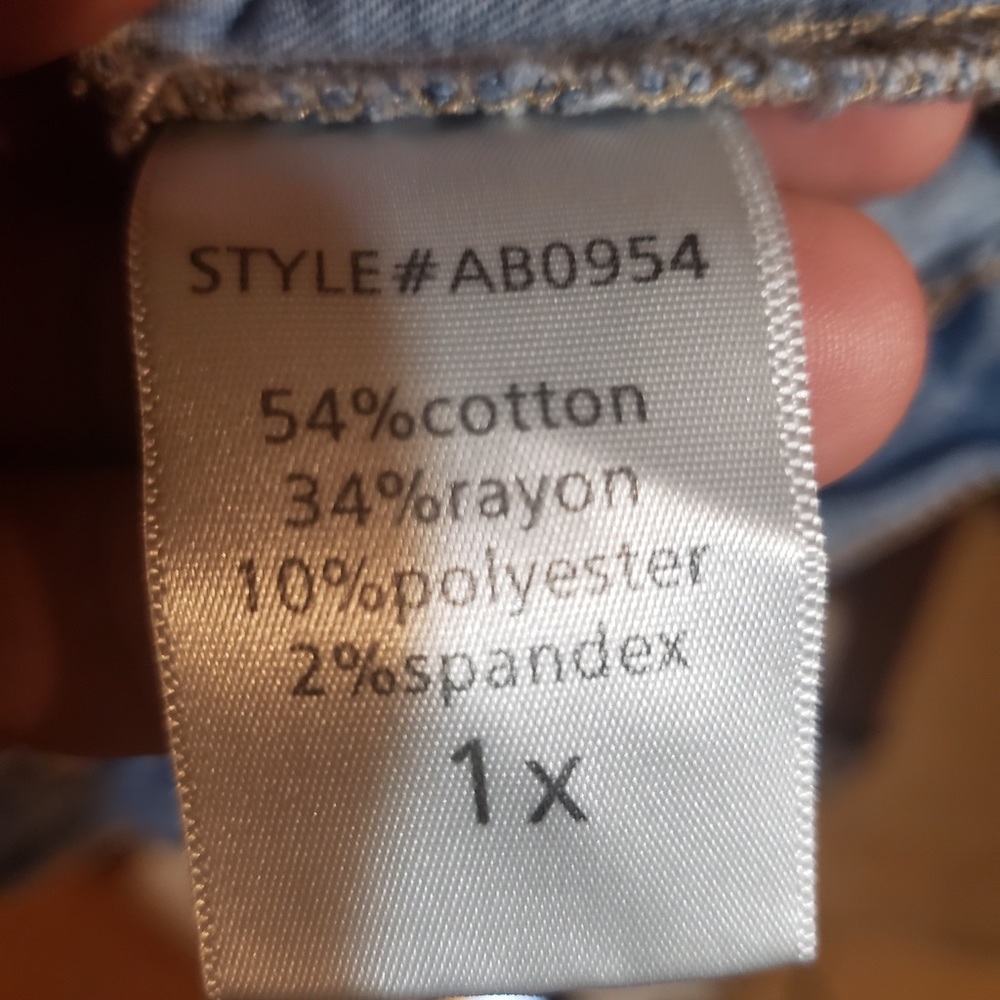 STYLE#AB0954
54%cotton
34%rayon
10%polyester
2%spandex
1x